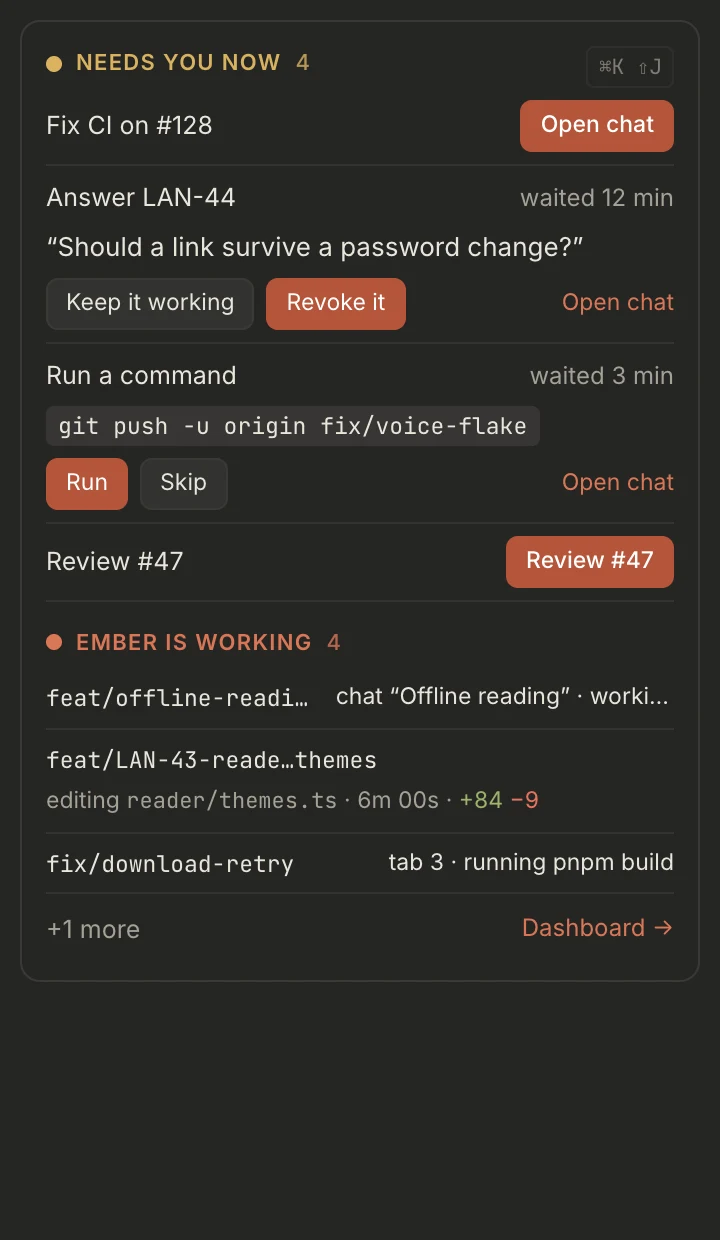 NEEDS YOU NOW 4 ⌘K ⇧J
Fix CI on #128 Open chat
Answer LAN-44 waited 12 min
“Should a link survive a password change?”
Keep it working Revoke it Open chat
Run a command waited 3 min
git push -u origin fix/voice-flake
Run Skip Open chat
Review #47 Review #47
EMBER IS WORKING 4
feat/offline-readi… chat “Offline reading” · worki…
feat/LAN-43-reade…themes
editing reader/themes.ts · 6m 00s · +84 −9
fix/download-retry tab 3 · running pnpm build
+1 more Dashboard →